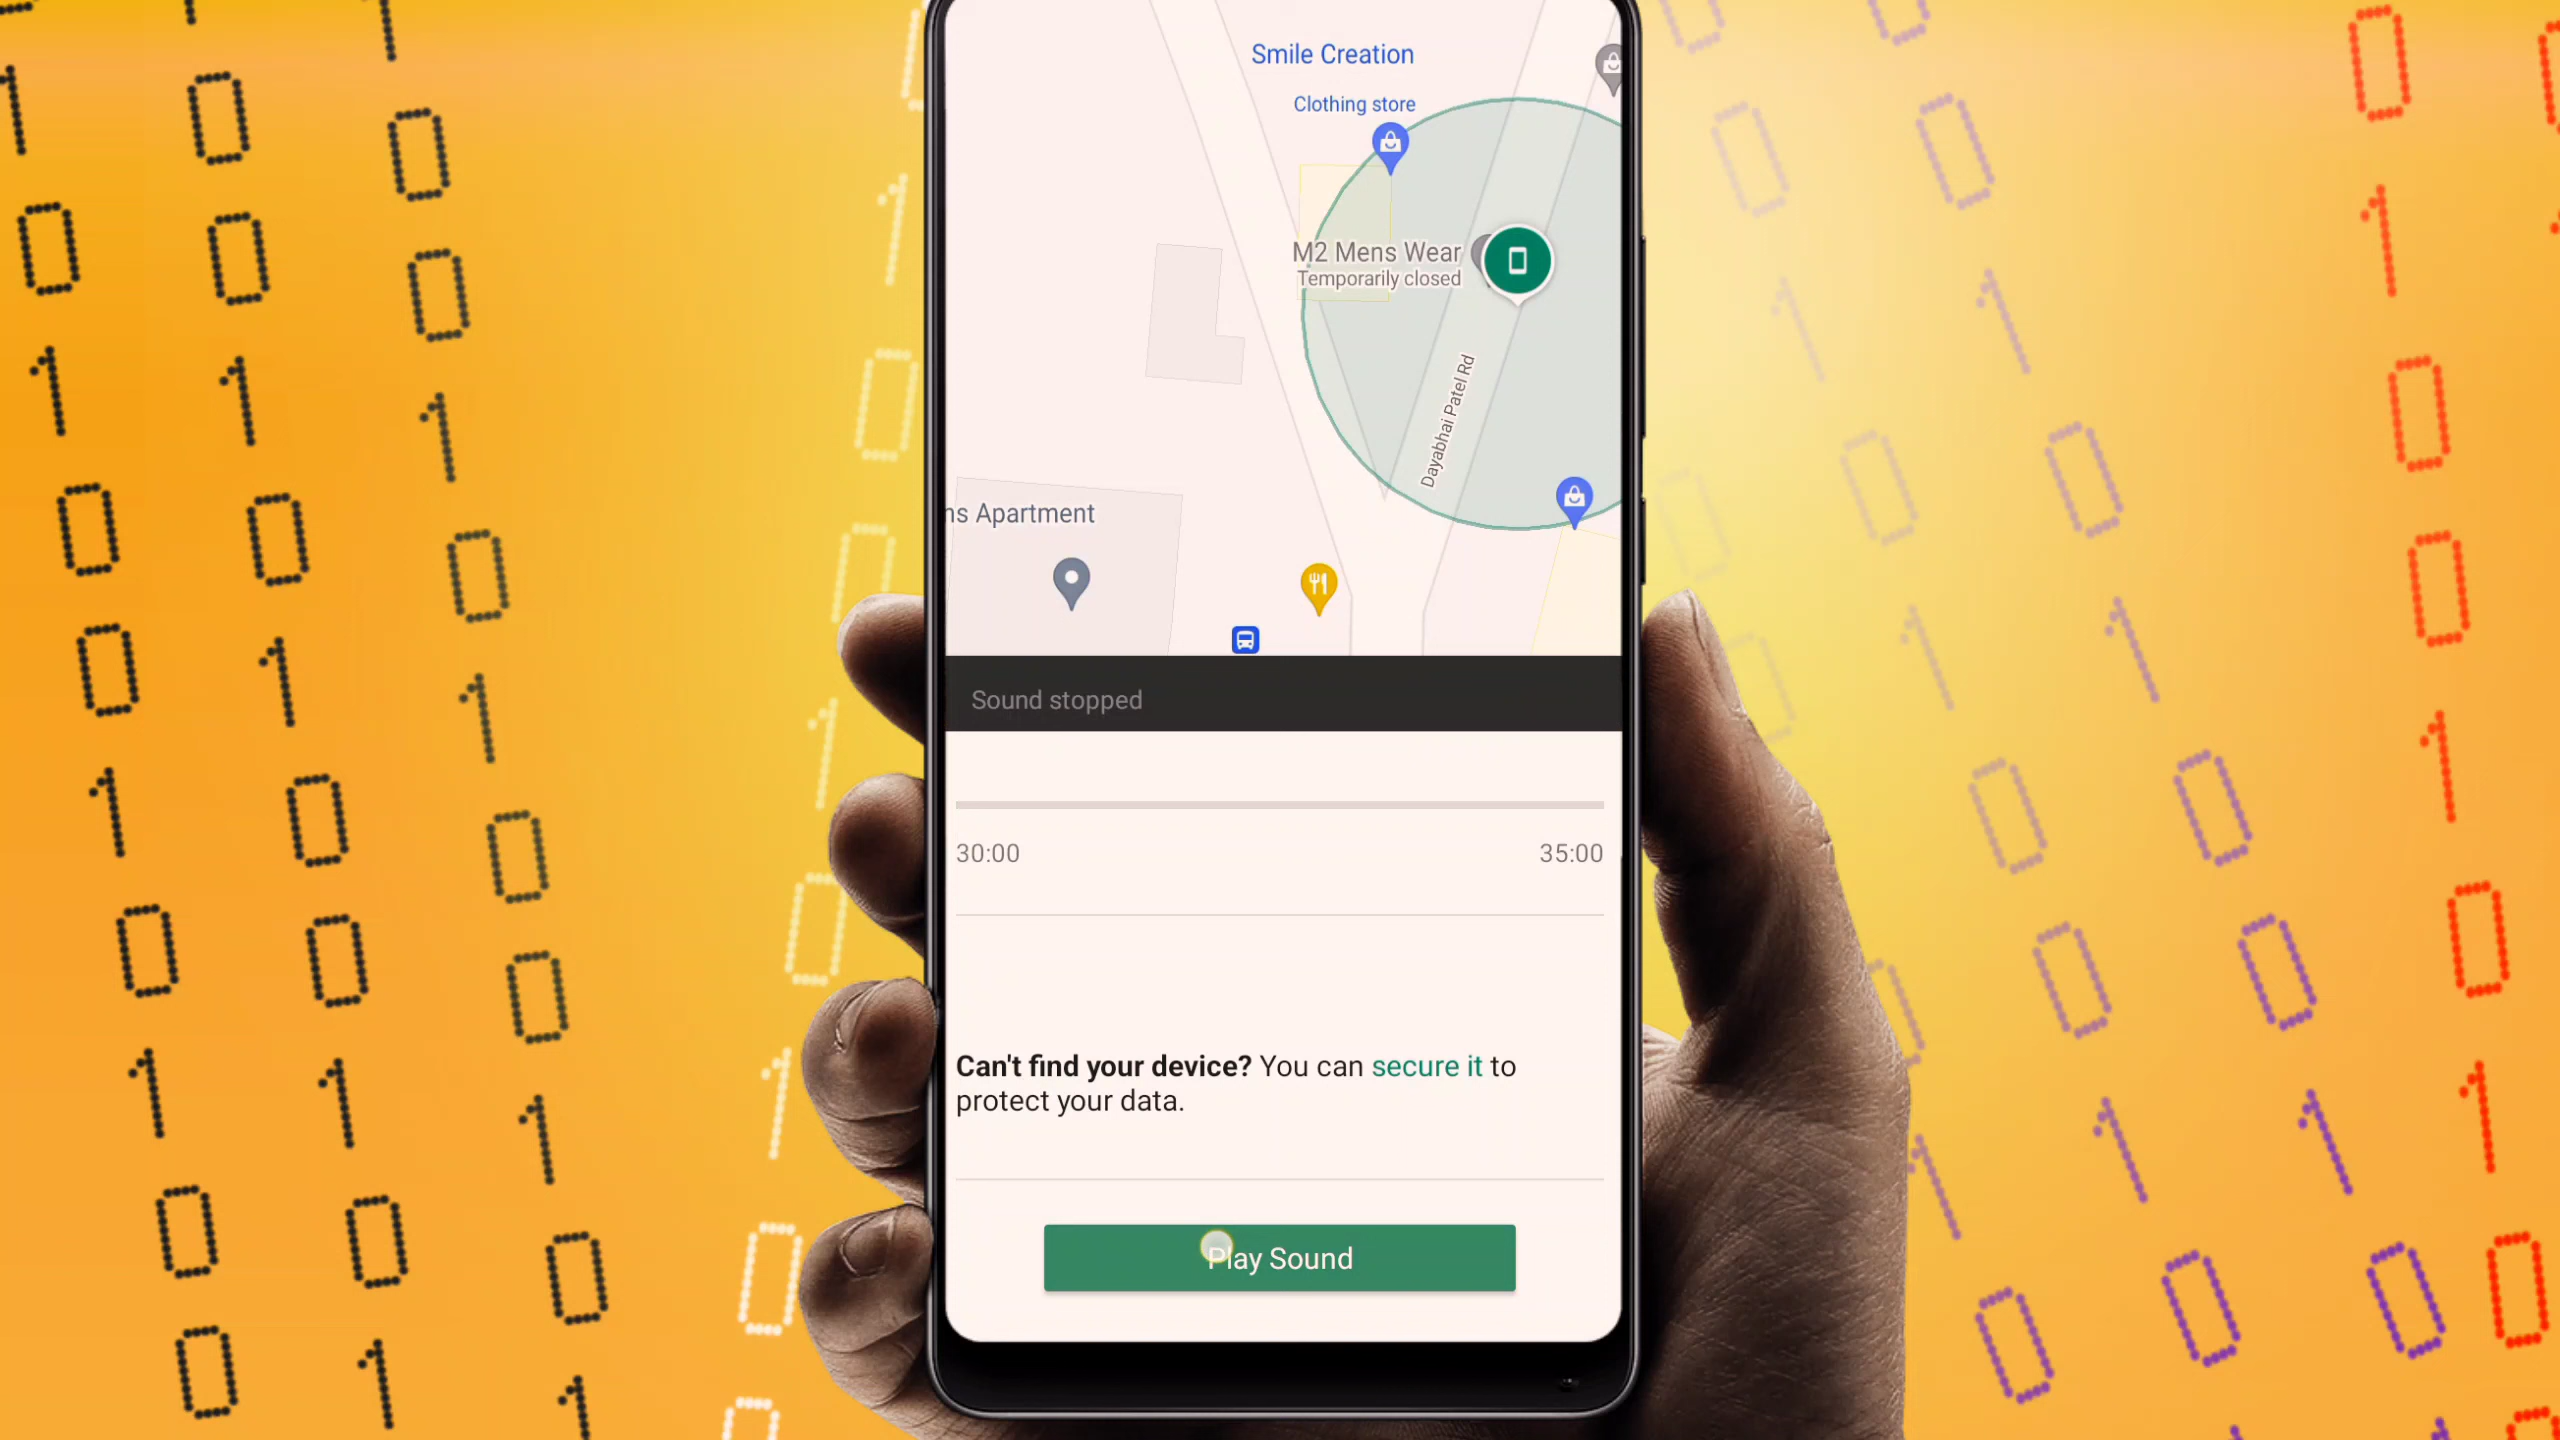 Smile Creation
Clothing store
M2 Mens Wear
Temporarily closed
Dayabhai Patel Rd
ns Apartment
Sound stopped
30:00 35:00
Can't find your device? You can secure it to
protect your data.
Play Sound